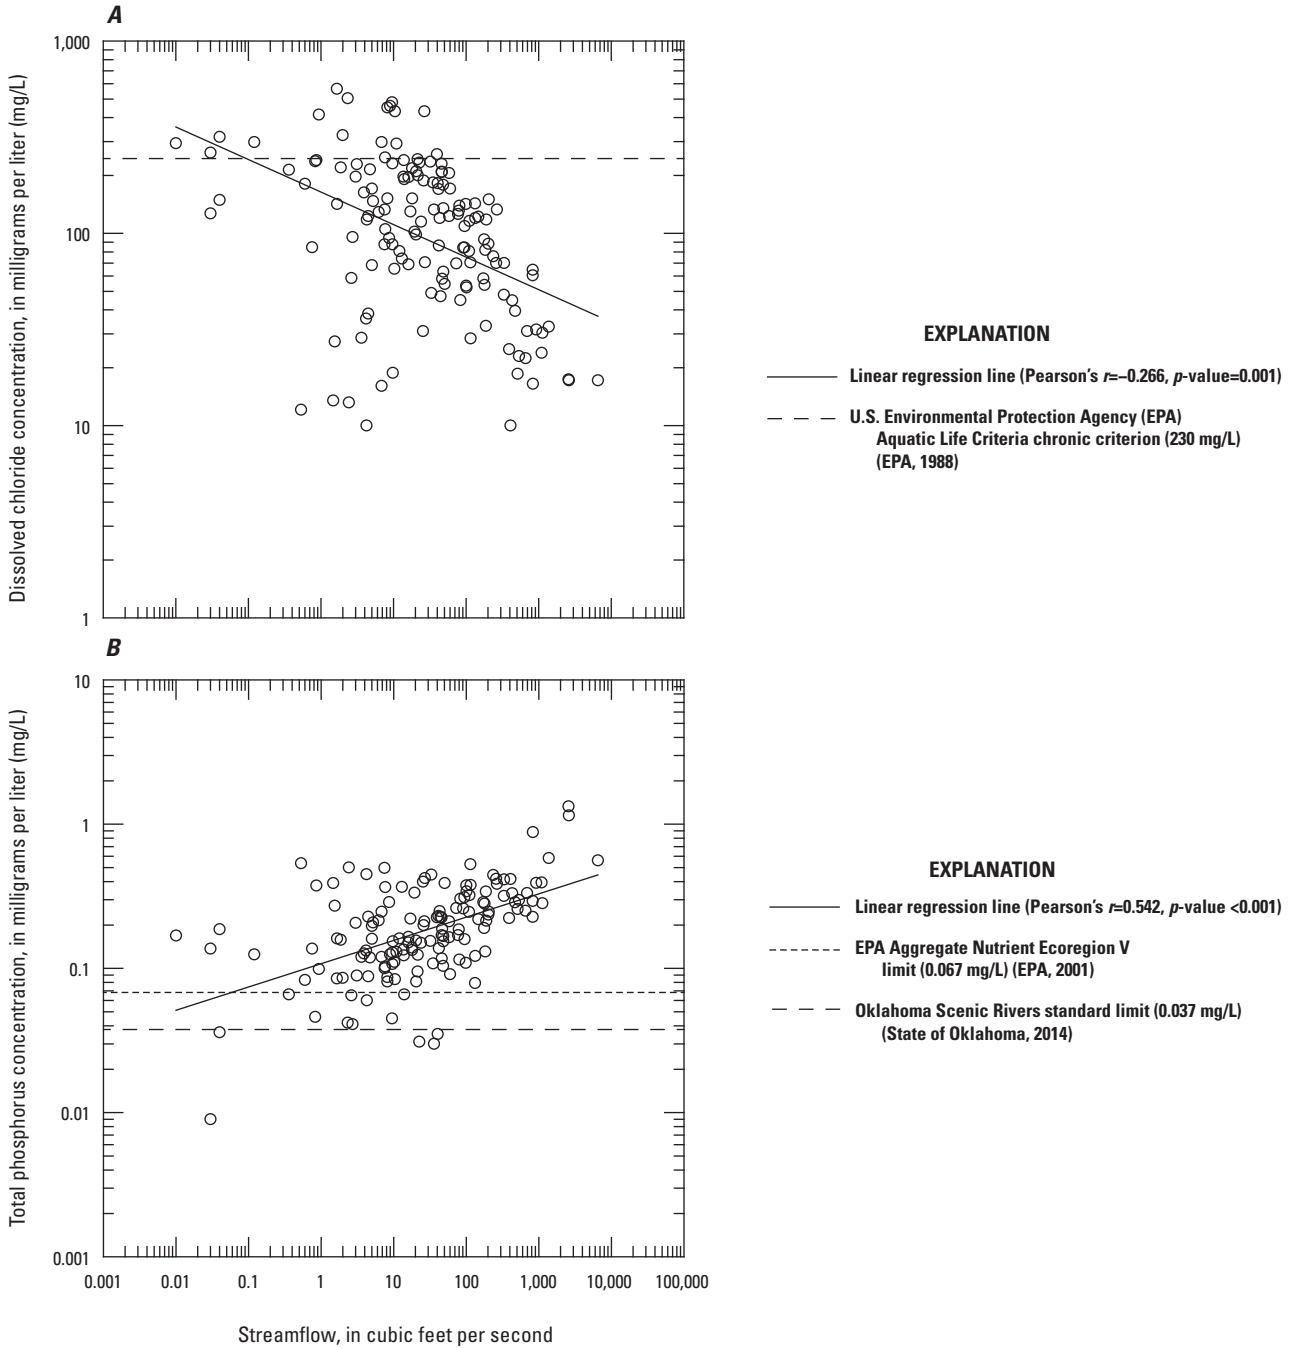 A
Dissolved chloride concentration, in milligrams per liter (mg/L)
1,000
100
10
1
EXPLANATION
Linear regression line (Pearson's r=–0.266, p-value=0.001)
U.S. Environmental Protection Agency (EPA)
Aquatic Life Criteria chronic criterion (230 mg/L)
(EPA, 1988)
B
Total phosphorus concentration, in milligrams per liter (mg/L)
10
1
0.1
0.01
0.001
0.001 0.01 0.1 1 10 100 1,000 10,000 100,000
Streamflow, in cubic feet per second
EXPLANATION
Linear regression line (Pearson's r=0.542, p-value <0.001)
EPA Aggregate Nutrient Ecoregion V
limit (0.067 mg/L) (EPA, 2001)
Oklahoma Scenic Rivers standard limit (0.037 mg/L)
(State of Oklahoma, 2014)